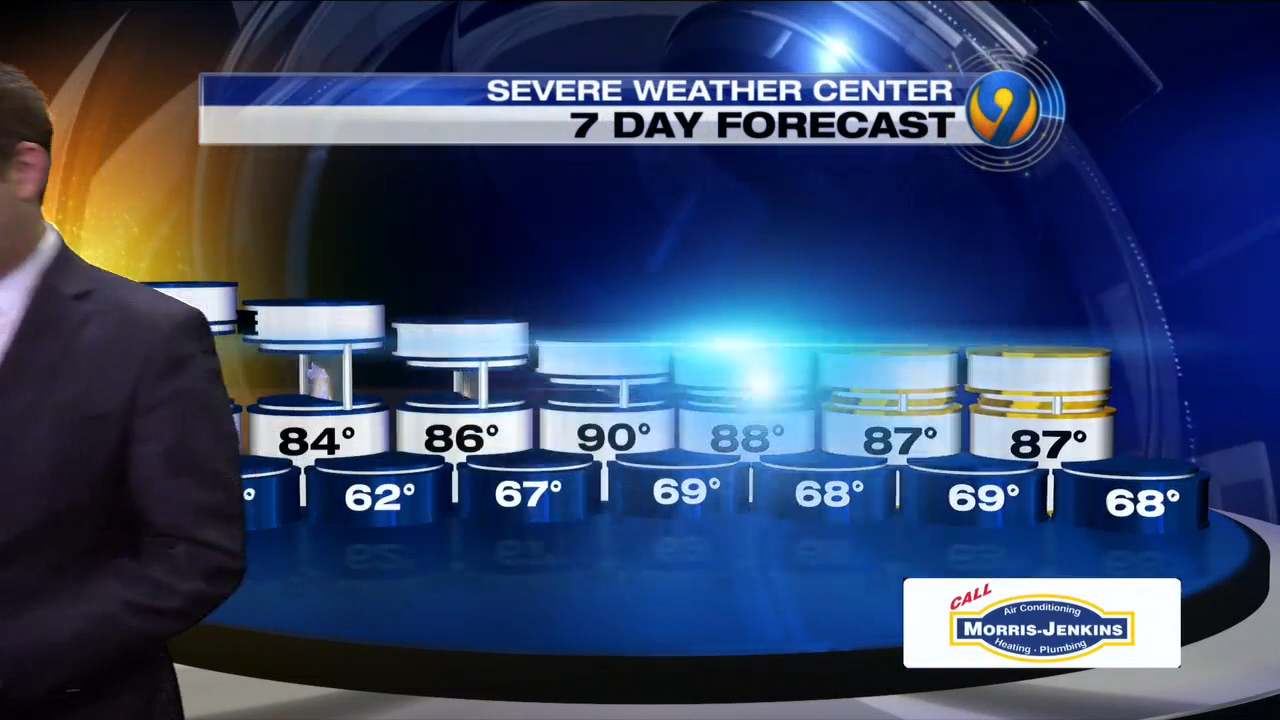 SEVERE WEATHER CENTER 9
7 DAY FORECAST
84° 86° 90° 88° 87° 87°
° 62° 67° 69° 68° 69° 68°
CALL
Air Conditioning
MORRIS-JENKINS
Heating · Plumbing